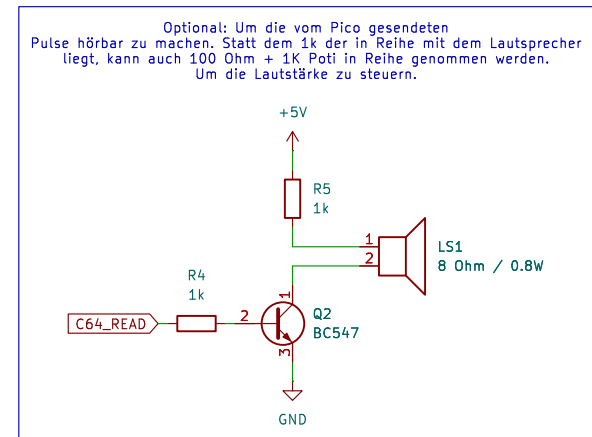 Optional: Um die vom Pico gesendeten
Pulse hörbar zu machen. Statt dem 1k der in Reihe mit dem Lautsprecher
liegt, kann auch 100 Ohm + 1K Poti in Reihe genommen werden.
Um die Lautstärke zu steuern.
+5V
R5
1k
1
2
LS1
8 Ohm / 0.8W
R4
1k
1
Q2
BC547
C64_READ
2
3
GND